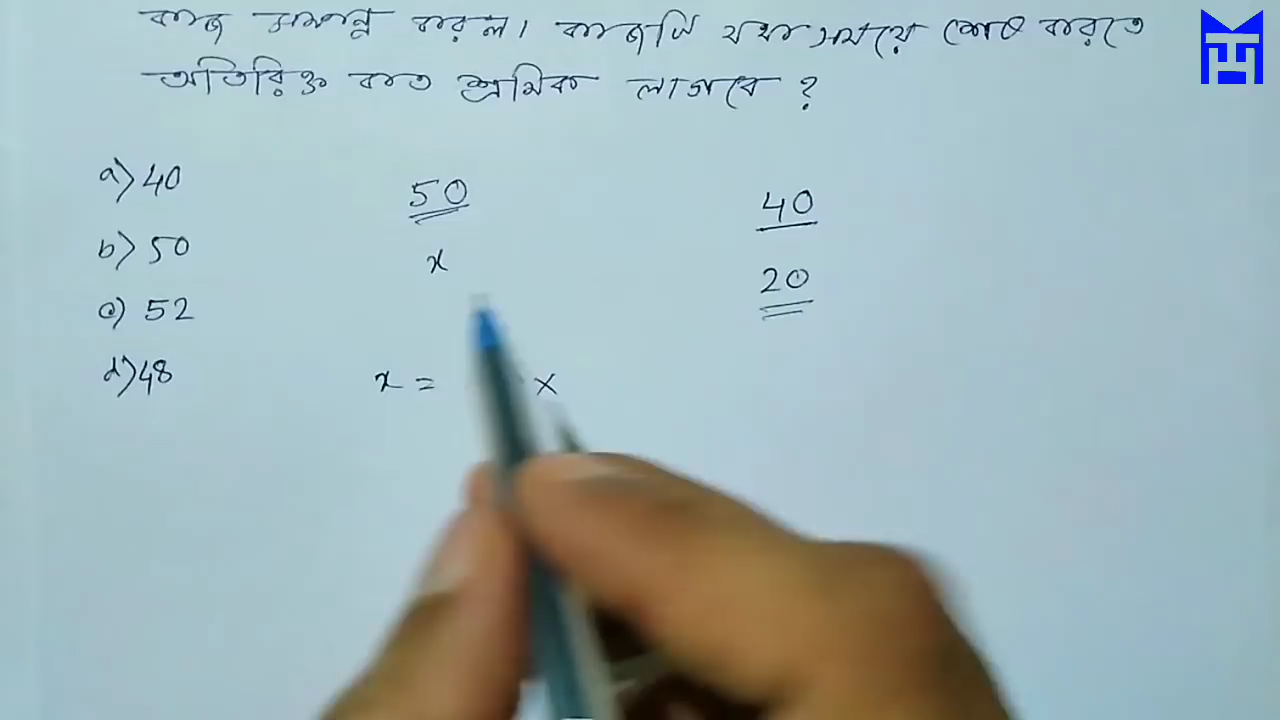 কাজ সম্পন্ন করল। কাজটি যথাসময়ে শেষ করতে
অতিরিক্ত কত শ্রমিক লাগবে ?
a) 40
b) 50
c) 52
d) 48
50
x
40
20
x = x